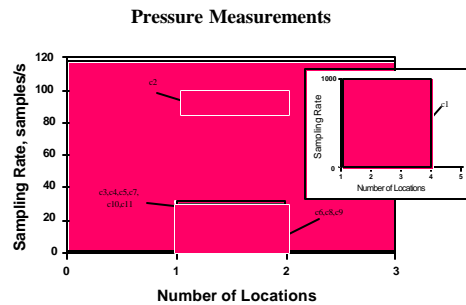 Pressure Measurements
Sampling Rate, samples/s
120
100
80
60
40
20
0
0
1
2
3
Number of Locations
c2
c3,c4,c5,c7,
c10,c11
c6,c8,c9
Sampling Rate
1000
0
1
2
3
4
5
Number of Locations
c1